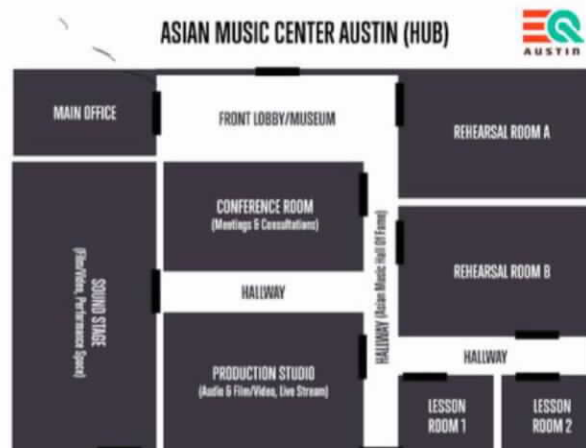 ASIAN MUSIC CENTER AUSTIN (HUB)
EQ
AUSTIN
MAIN OFFICE
FRONT LOBBY/MUSEUM
REHEARSAL ROOM A
CONFERENCE ROOM
(Meetings & Consultations)
SOUND STAGE
(Film/Video, Performance Space)
HALLWAY
HALLWAY (Asian Music Hall Of Fame)
REHEARSAL ROOM B
PRODUCTION STUDIO
(Audio & Film/Video, Live Stream)
HALLWAY
LESSON
ROOM 1
LESSON
ROOM 2